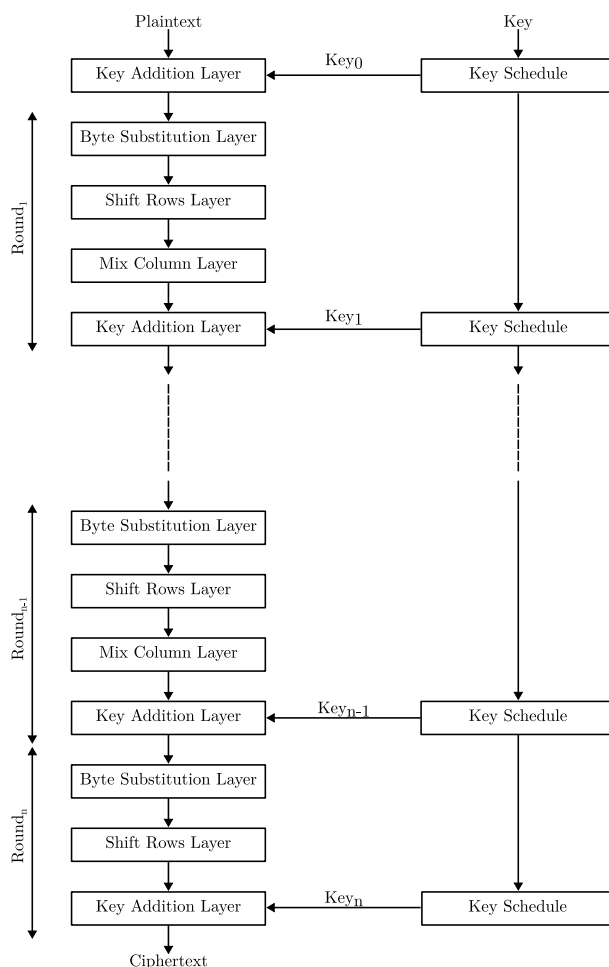 Plaintext
Key
Key Addition Layer
Key0
Key Schedule
Byte Substitution Layer
Shift Rows Layer
Round1
Mix Column Layer
Key Addition Layer
Key1
Key Schedule
Byte Substitution Layer
Shift Rows Layer
Roundn-1
Mix Column Layer
Key Addition Layer
Keyn-1
Key Schedule
Byte Substitution Layer
Roundn
Shift Rows Layer
Key Addition Layer
Keyn
Key Schedule
Ciphertext